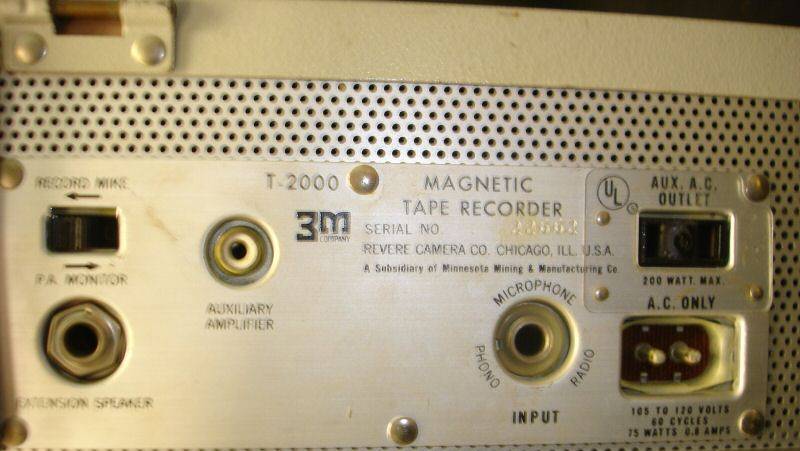 RECORD MIKE
P.A. MONITOR
EXTENSION SPEAKER
AUXILIARY
AMPLIFIER
T-2000
3M
COMPANY
MAGNETIC
TAPE RECORDER
SERIAL NO.
REVERE CAMERA CO. CHICAGO, ILL. U.S.A.
A Subsidiary of Minnesota Mining & Manufacturing Co.
MICROPHONE
PHONO
RADIO
INPUT
UL
AUX. A.C.
OUTLET
200 WATT. MAX.
A.C. ONLY
105 TO 120 VOLTS
60 CYCLES
75 WATTS 0.8 AMPS